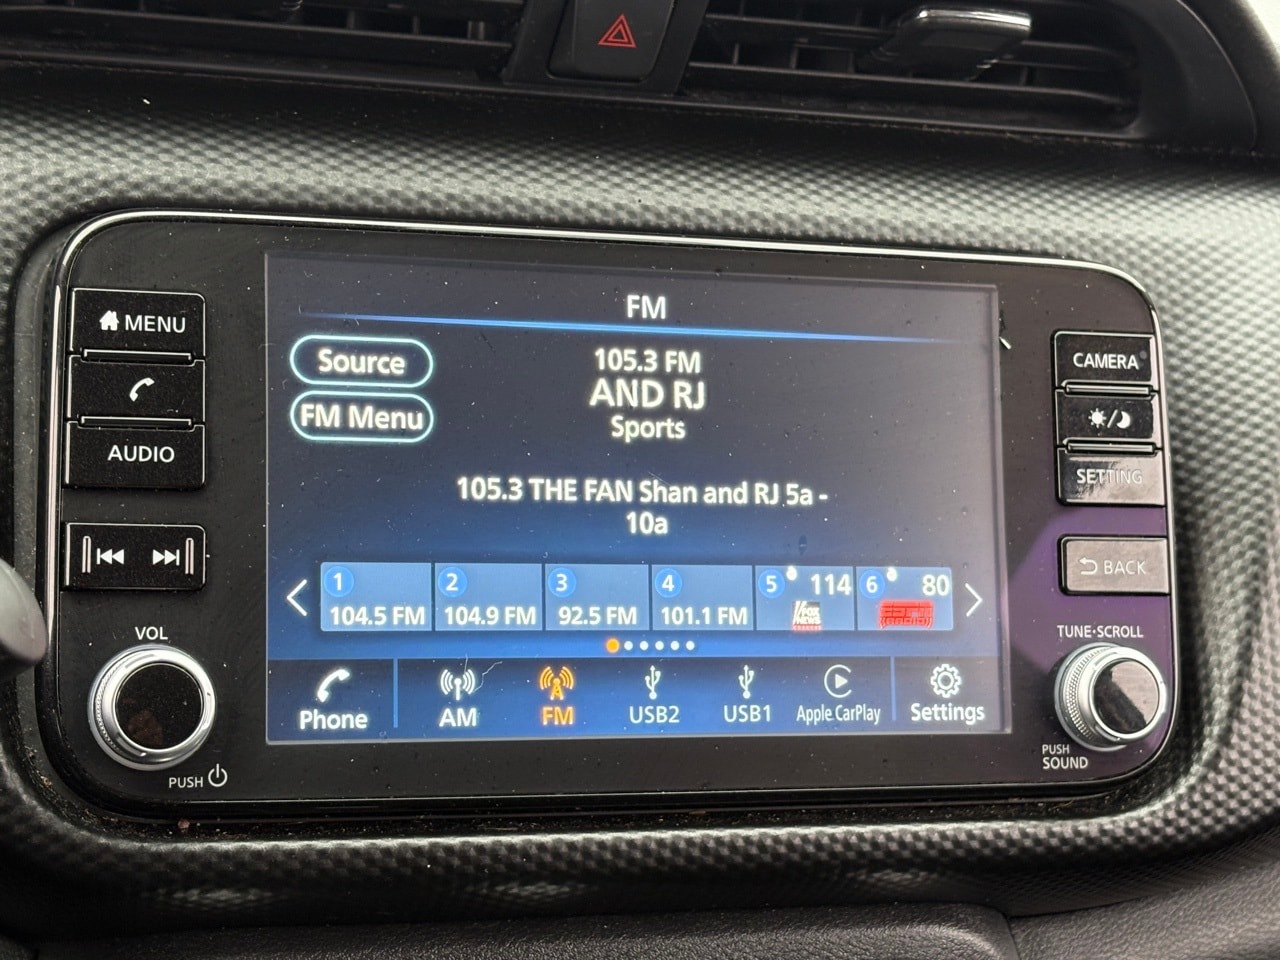 MENU
AUDIO
VOL
PUSH
FM
Source
FM Menu
105.3 FM
AND RJ
Sports
105.3 THE FAN Shan and RJ 5a -
10a
1
104.5 FM
2
104.9 FM
3
92.5 FM
4
101.1 FM
5
114
FOX
NEWS
6
80
Phone
AM
FM
USB2
USB1
Apple CarPlay
Settings
CAMERA
SETTING
BACK
TUNE·SCROLL
PUSH
SOUND